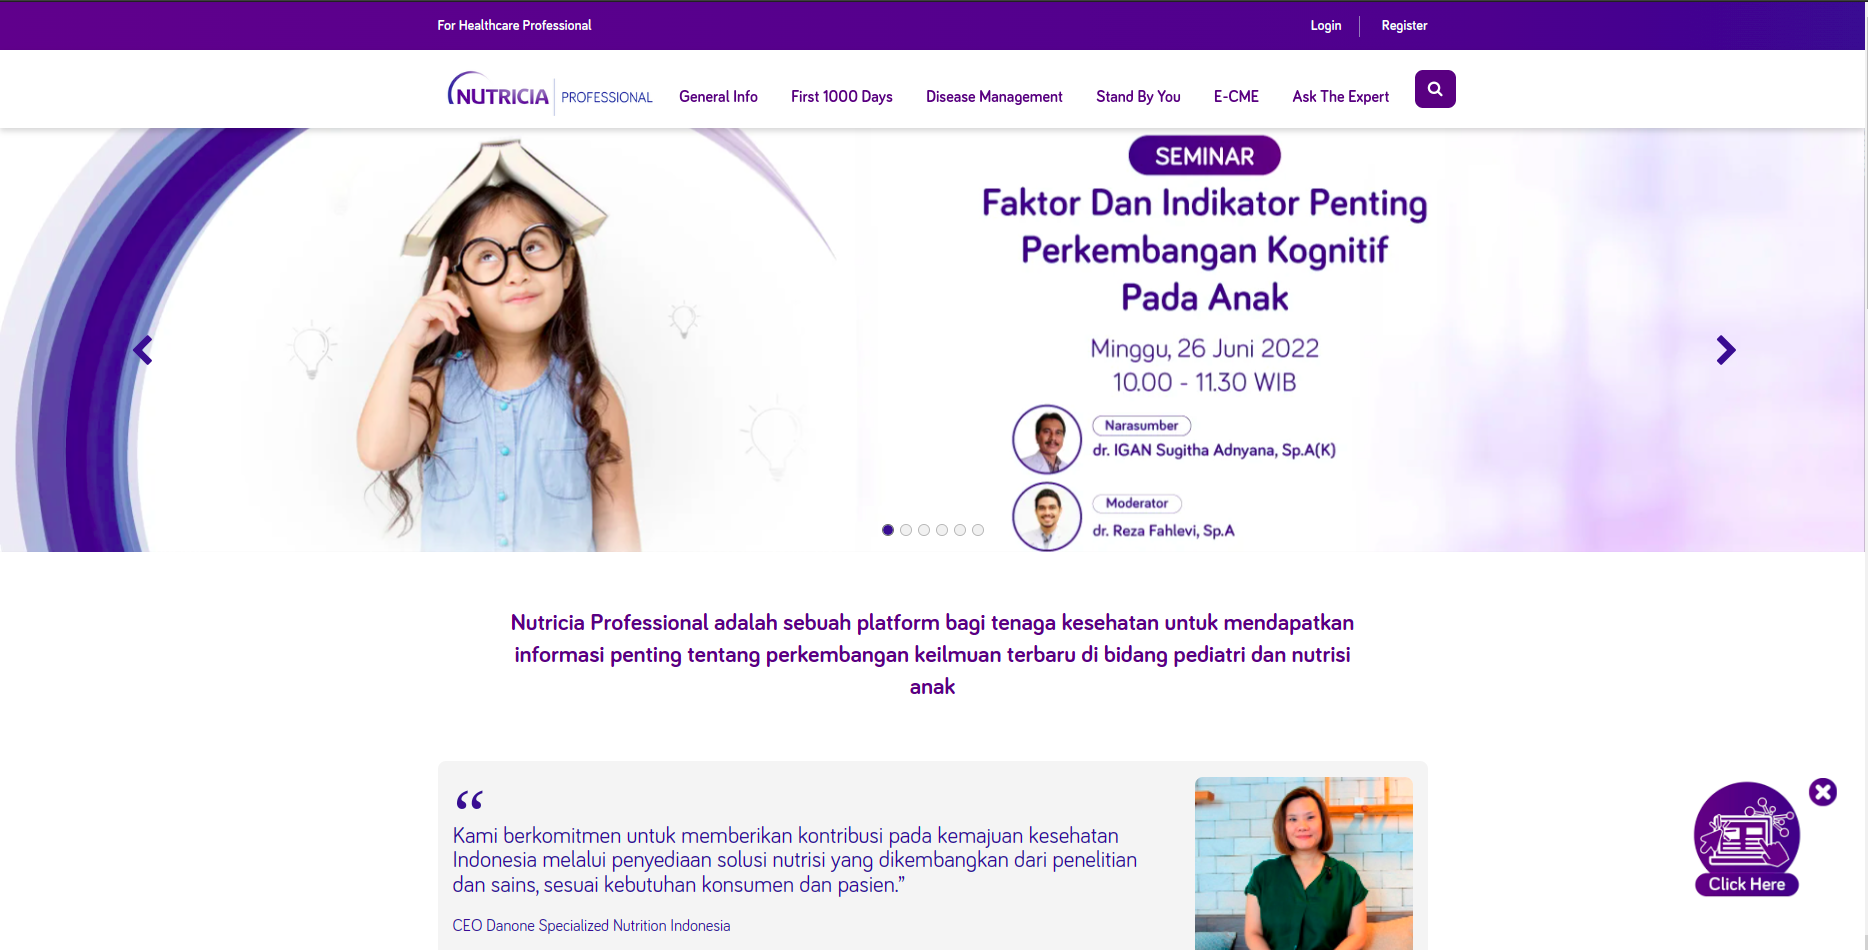 For Healthcare Professional
Login
Register
NUTRICIA PROFESSIONAL
General Info
First 1000 Days
Disease Management
Stand By You
E-CME
Ask The Expert
SEMINAR
Faktor Dan Indikator Penting
Perkembangan Kognitif
Pada Anak
Minggu, 26 Juni 2022
10.00 - 11.30 WIB
Narasumber
dr. IGAN Sugitha Adnyana, Sp.A(K)
Moderator
dr. Reza Fahlevi, Sp.A
Nutricia Professional adalah sebuah platform bagi tenaga kesehatan untuk mendapatkan
informasi penting tentang perkembangan keilmuan terbaru di bidang pediatri dan nutrisi
anak
“
Kami berkomitmen untuk memberikan kontribusi pada kemajuan kesehatan
Indonesia melalui penyediaan solusi nutrisi yang dikembangkan dari penelitian
dan sains, sesuai kebutuhan konsumen dan pasien.”
CEO Danone Specialized Nutrition Indonesia
Click Here